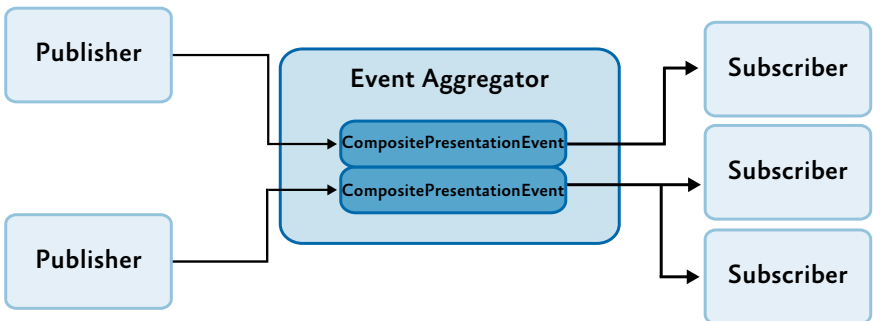 Publisher
Event Aggregator
Subscriber
CompositePresentationEvent
CompositePresentationEvent
Subscriber
Publisher
Subscriber